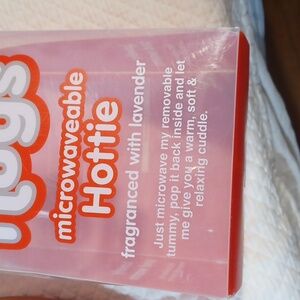 microwaveable
Hottie
fragranced with lavender
Just microwave my removable
tummy, pop it back inside and let
me give you a warm, soft &
relaxing cuddle.